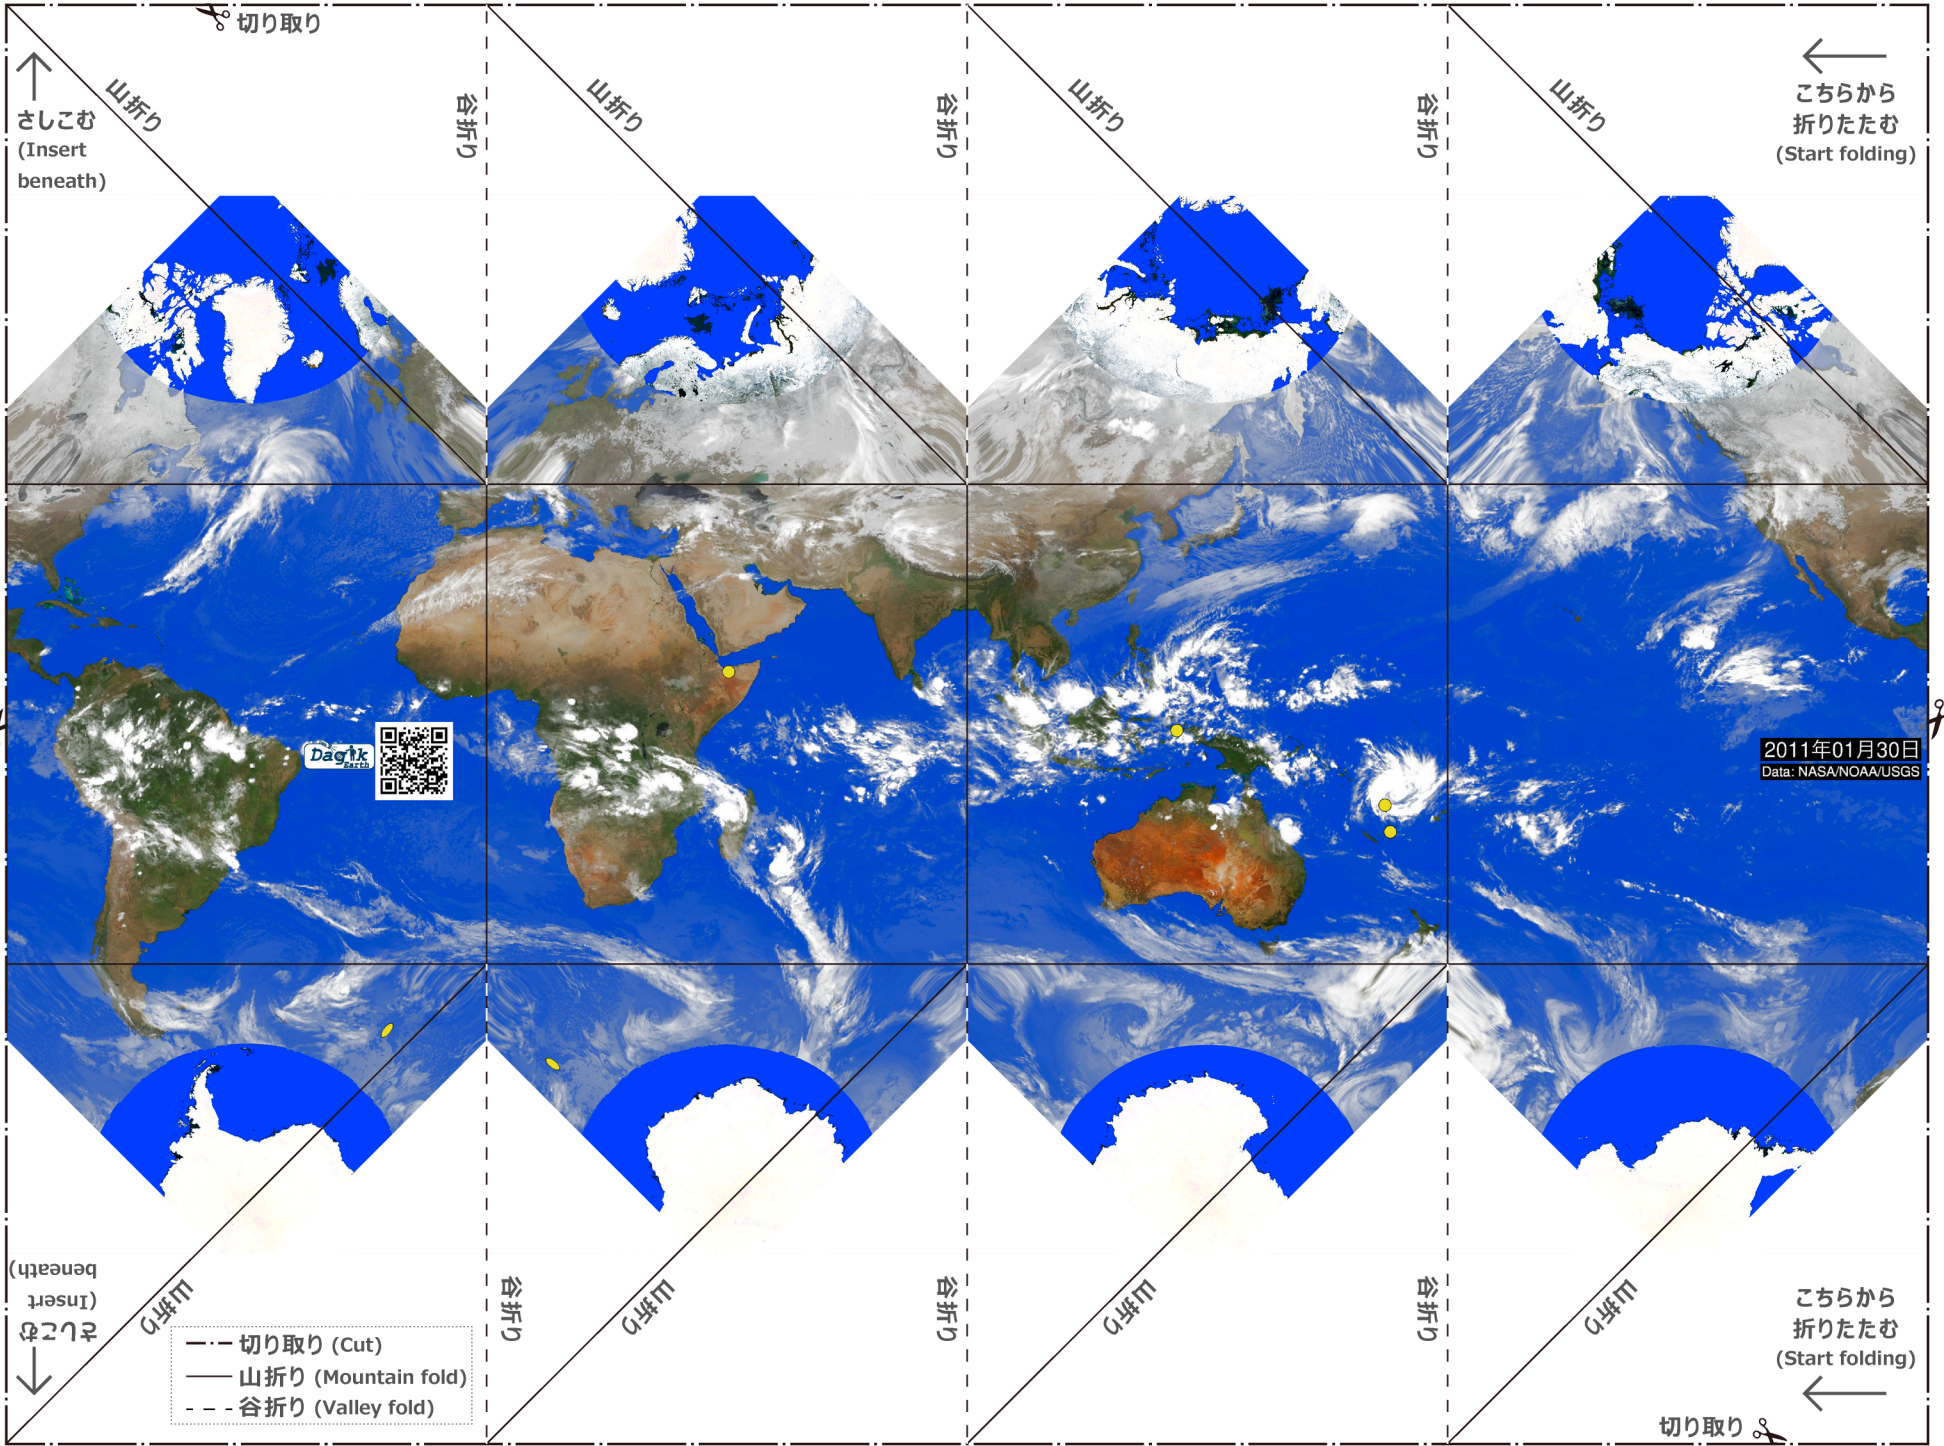 切り取り
山折り
谷折り
山折り
谷折り
山折り
谷折り
山折り
さしこむ
(Insert
beneath)
こちらから
折りたたむ
(Start folding)
Dagik
Earth
2011年01月30日
Data: NASA/NOAA/USGS
さしこむ
(Insert
beneath)
山折り
谷折り
山折り
谷折り
山折り
谷折り
山折り
切り取り (Cut)
山折り (Mountain fold)
谷折り (Valley fold)
こちらから
折りたたむ
(Start folding)
切り取り